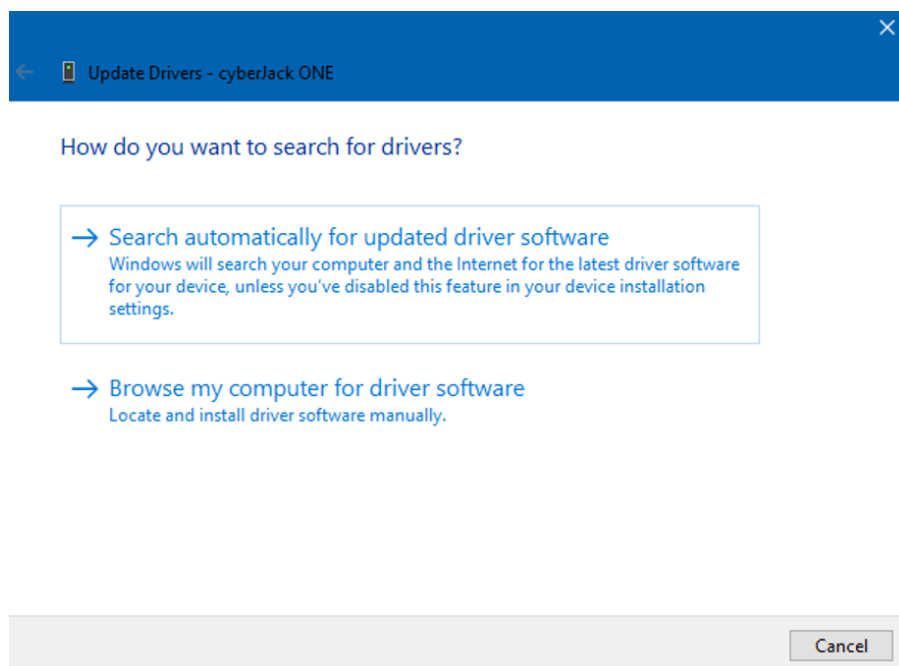 Update Drivers - cyberJack ONE
How do you want to search for drivers?
Search automatically for updated driver software
Windows will search your computer and the Internet for the latest driver software
for your device, unless you've disabled this feature in your device installation
settings.
Browse my computer for driver software
Locate and install driver software manually.
Cancel